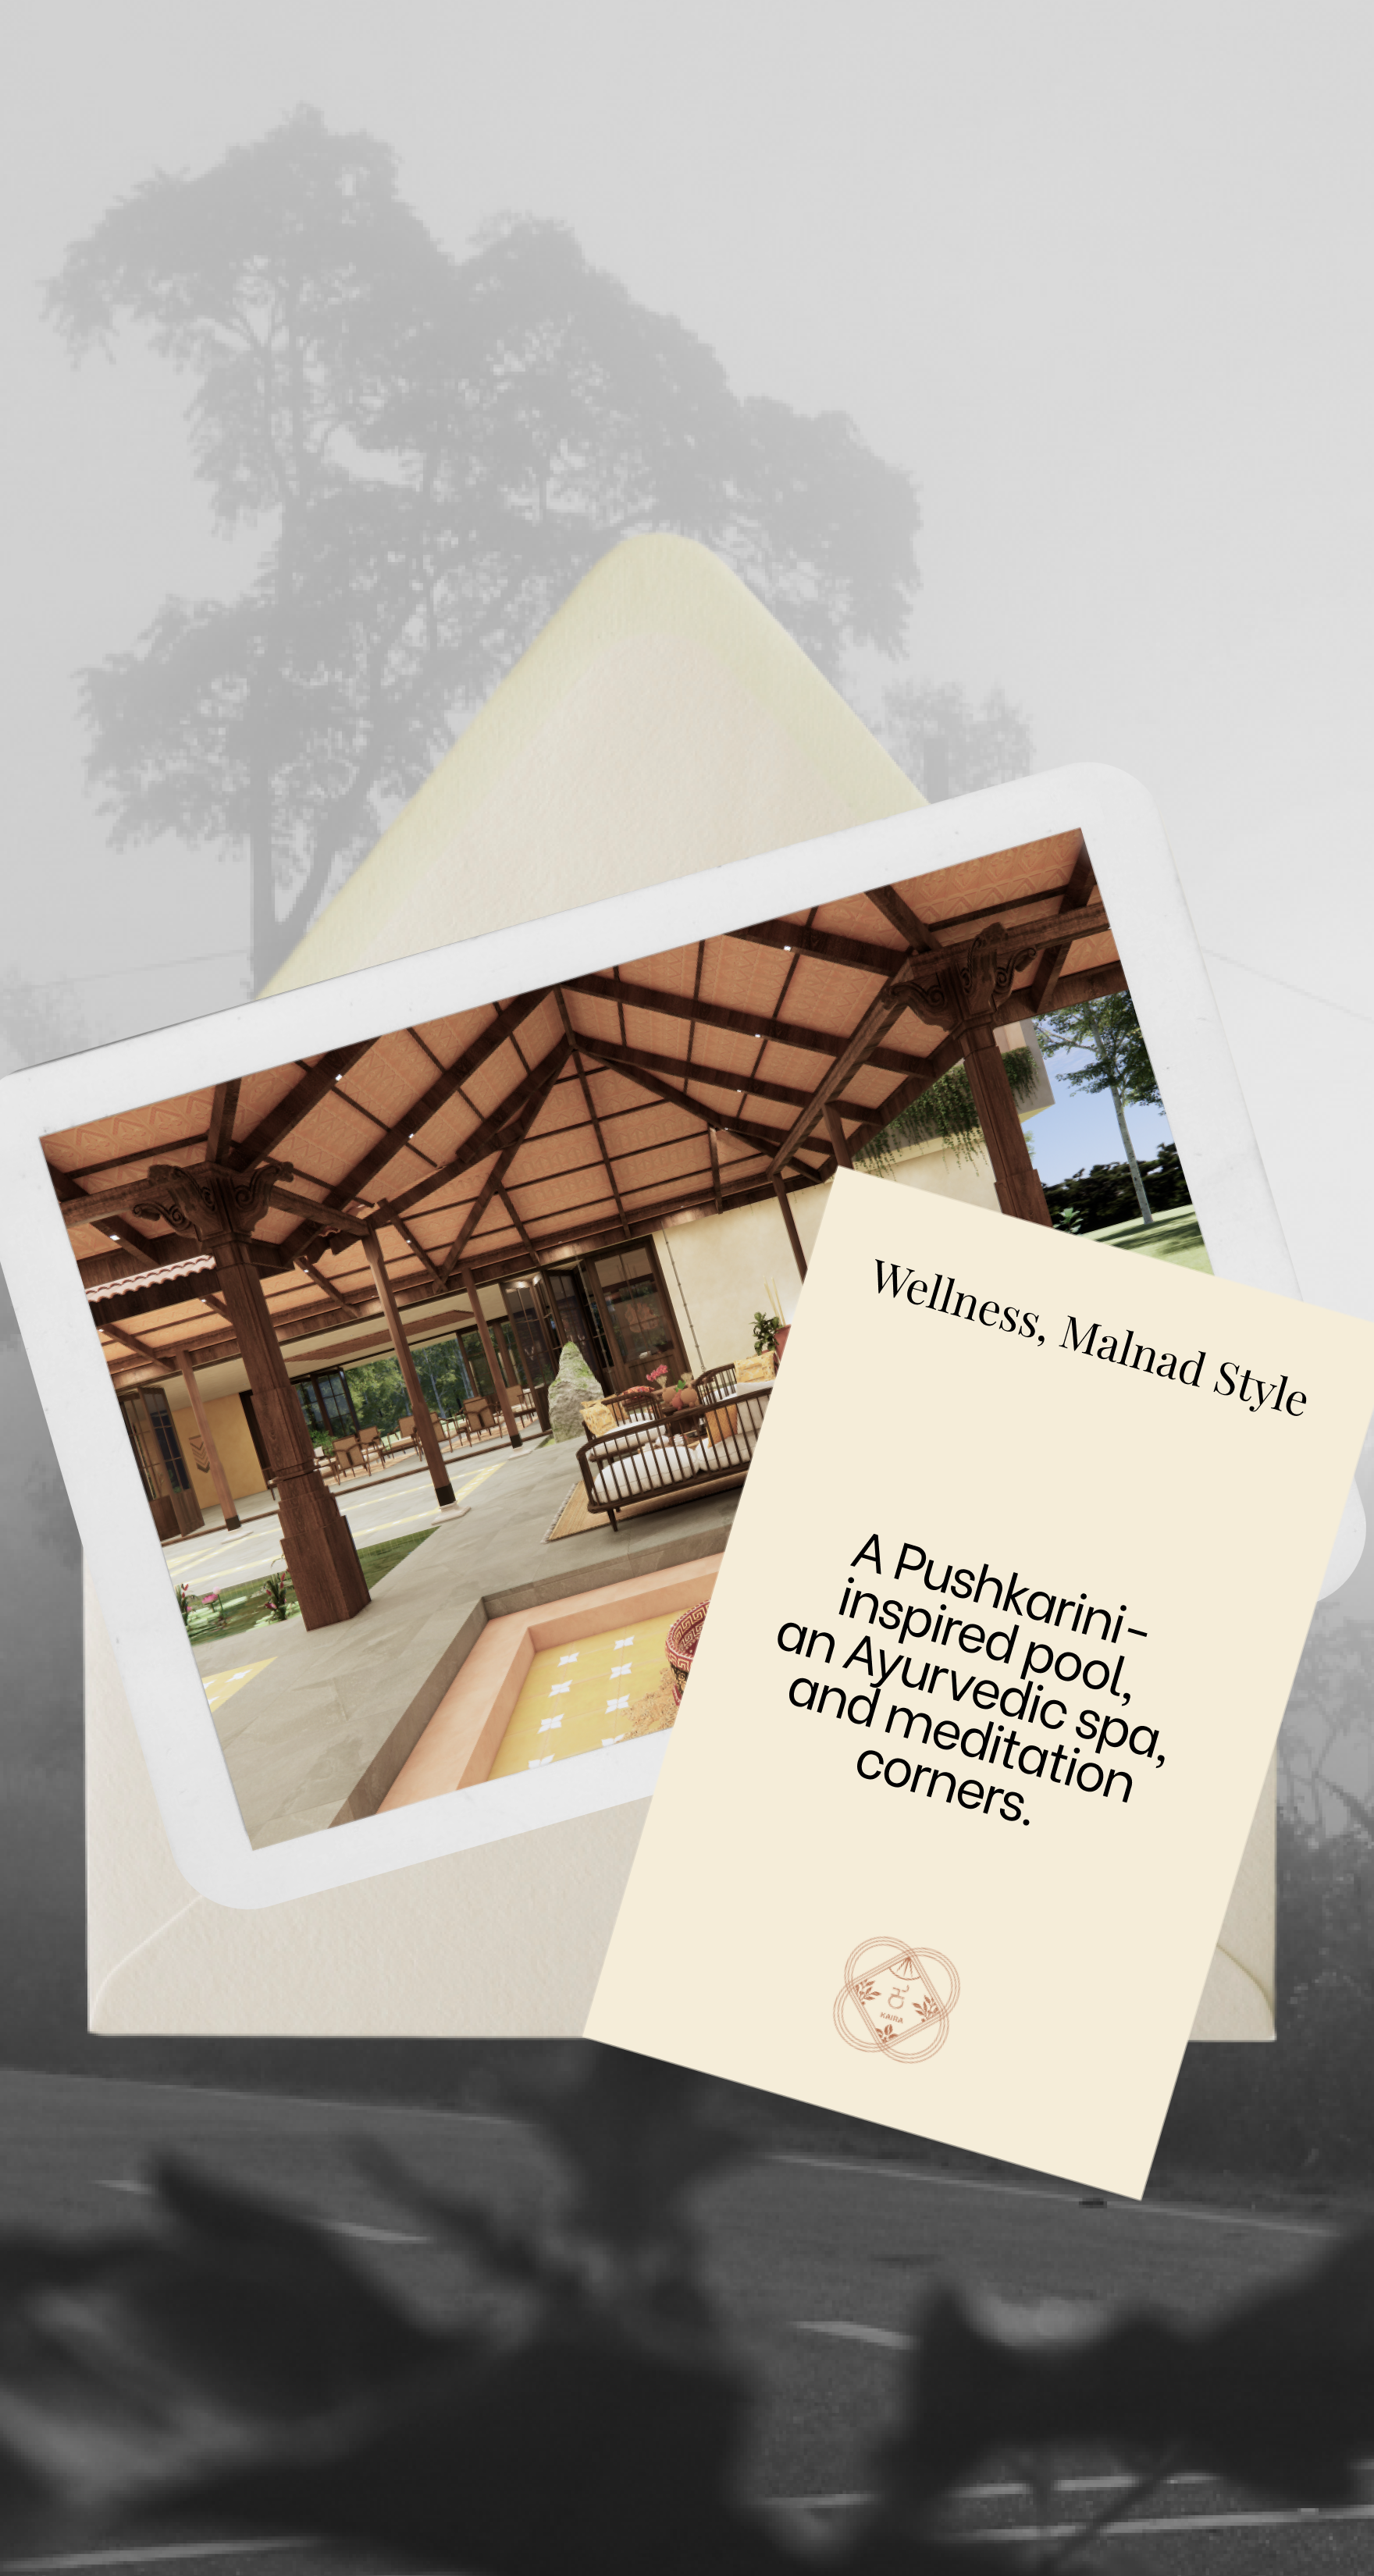 Wellness, Malnad Style
A Pushkarini-
inspired pool,
an Ayurvedic spa,
and meditation
corners.
KAIRA